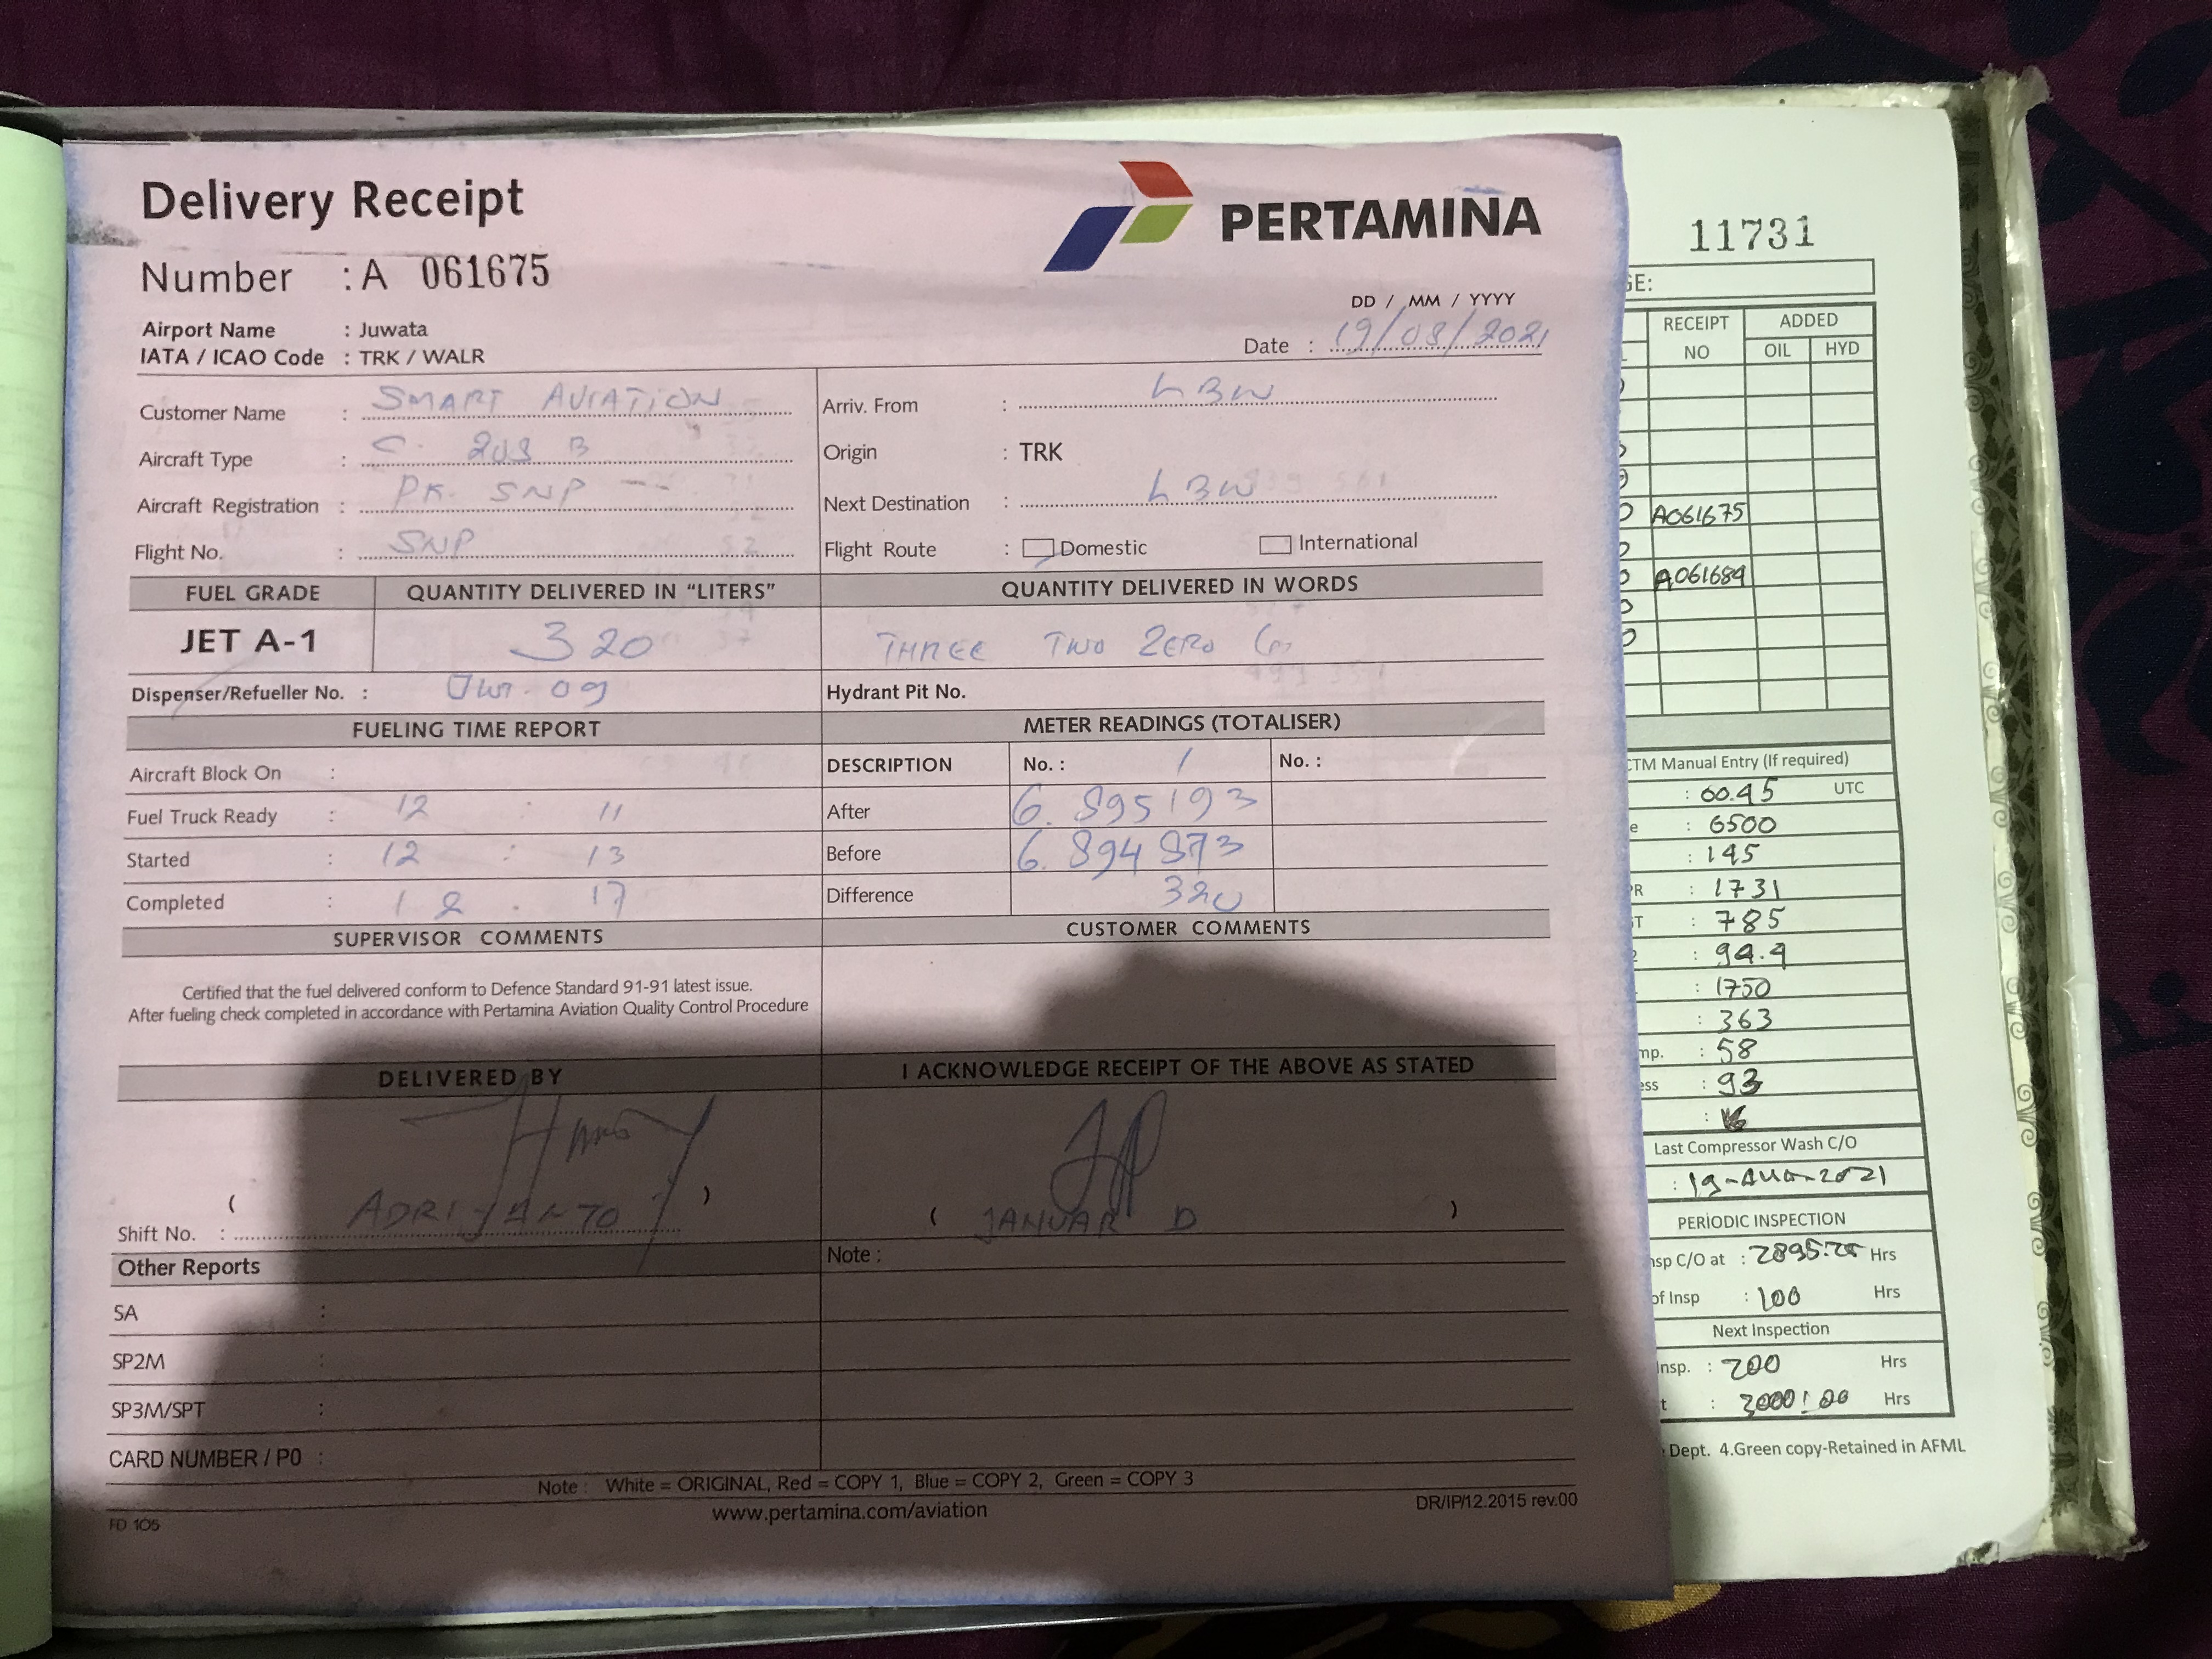 Delivery Receipt
PERTAMINA
Number : A 061675
Airport Name : Juwata
IATA / ICAO Code : TRK / WALR
DD / MM / YYYY
Date : 19/08/2021
Customer Name : SMART AVIATION
Arriv. From : LBW
Aircraft Type : C. 208 B
Origin : TRK
Aircraft Registration : PK. SNP --
Next Destination : LBW
Flight No. : SNP
Flight Route : Domestic International
FUEL GRADE QUANTITY DELIVERED IN "LITERS" QUANTITY DELIVERED IN WORDS
JET A-1 320 THREE TWO ZERO
Dispenser/Refueller No. : 09
Hydrant Pit No.
FUELING TIME REPORT METER READINGS (TOTALISER)
Aircraft Block On :
DESCRIPTION No. : 1 No. :
Fuel Truck Ready : 12 : 11
After 6. 895193
Started : 12 : 13
Before 6. 894873
Completed : 12 . 17
Difference 320
SUPERVISOR COMMENTS CUSTOMER COMMENTS
Certified that the fuel delivered conform to Defence Standard 91-91 latest issue.
After fueling check completed in accordance with Pertamina Aviation Quality Control Procedure
DELIVERED BY I ACKNOWLEDGE RECEIPT OF THE ABOVE AS STATED
( ADRIYANTO )
( JANUAR D )
Shift No. :
Other Reports
Note :
SA :
SP2M :
SP3M/SPT :
CARD NUMBER / P0 :
Note : White = ORIGINAL, Red = COPY 1, Blue = COPY 2, Green = COPY 3
www.pertamina.com/aviation
FD 105
DR/IP/12.2015 rev.00
11731
GE:
RECEIPT NO ADDED
OIL HYD
A061675
A061684
CTM Manual Entry (If required)
: 00.45 UTC
e : 6500
: 145
PR : 1731
: 785
: 94.4
: 1750
: 363
mp. : 58
ess : 93
Last Compressor Wash C/O
: 19-AUG-2021
PERIODIC INSPECTION
nsp C/O at : 2895:25 Hrs
of Insp : 100 Hrs
Next Inspection
Insp. : 200 Hrs
t : 3000:00 Hrs
Dept. 4.Green copy-Retained in AFML